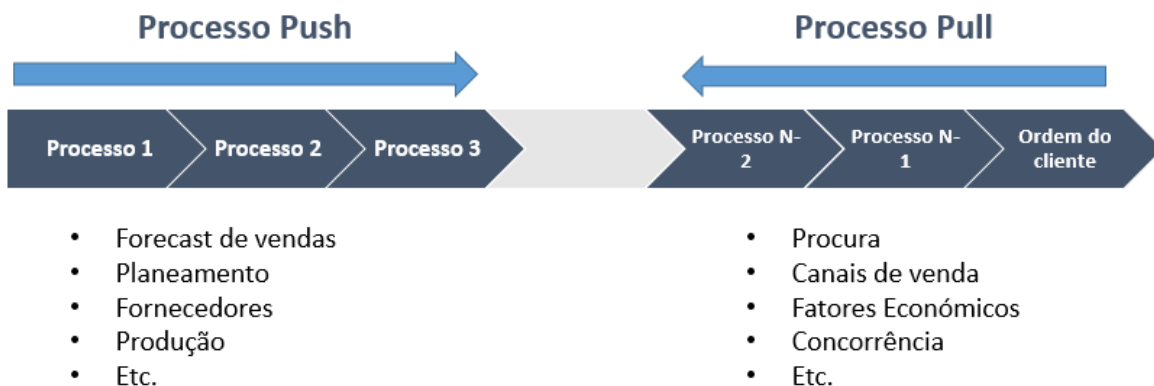 Processo Push
Processo Pull
Processo 1
Processo 2
Processo 3
Processo N-
2
Processo N-
1
Ordem do
cliente
• Forecast de vendas
• Planeamento
• Fornecedores
• Produção
• Etc.
• Procura
• Canais de venda
• Fatores Económicos
• Concorrência
• Etc.